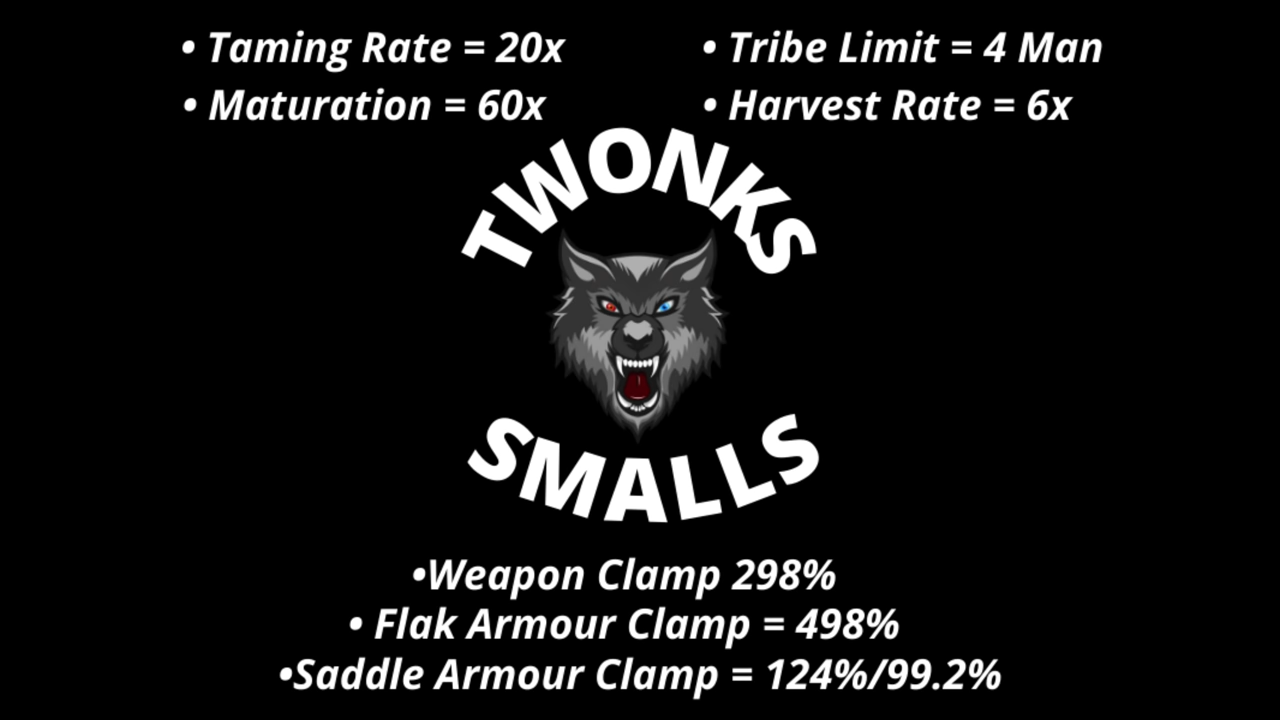 • Taming Rate = 20x
• Tribe Limit = 4 Man
• Maturation = 60x
• Harvest Rate = 6x
TWONKS
SMALLS
•Weapon Clamp 298%
• Flak Armour Clamp = 498%
•Saddle Armour Clamp = 124%/99.2%